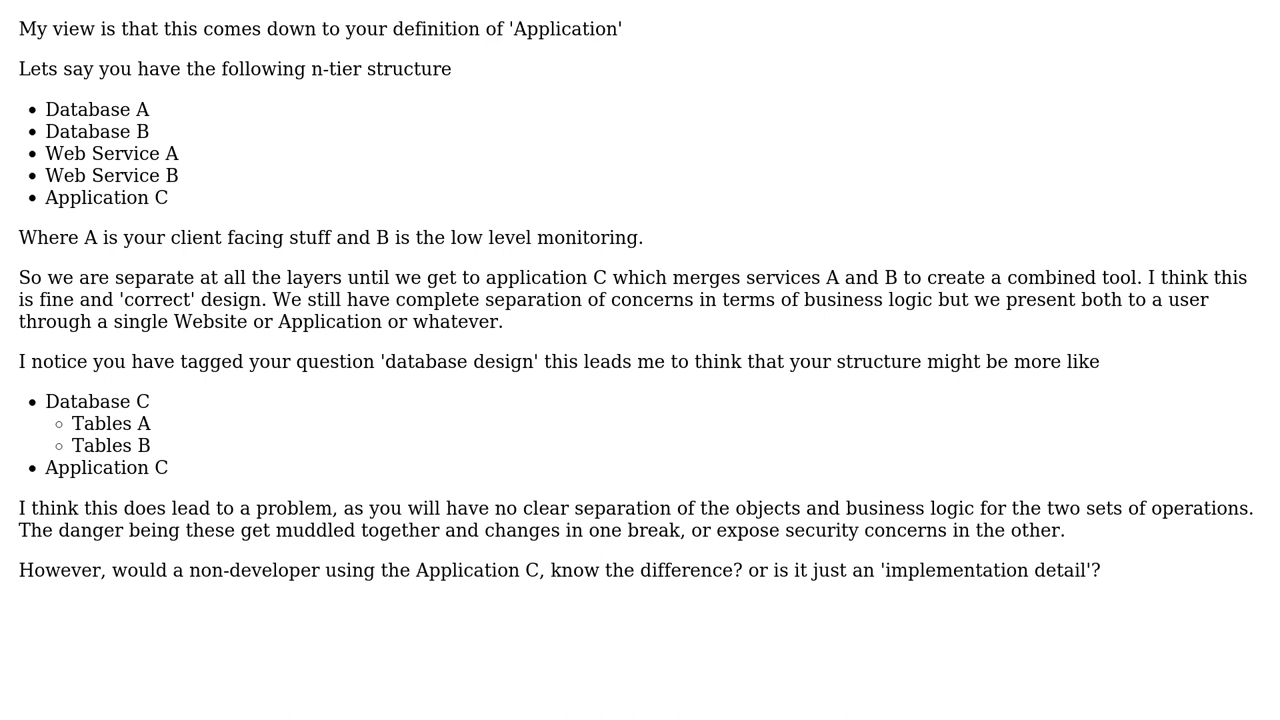 My view is that this comes down to your definition of 'Application'
Lets say you have the following n-tier structure
• Database A
• Database B
• Web Service A
• Web Service B
• Application C
Where A is your client facing stuff and B is the low level monitoring.
So we are separate at all the layers until we get to application C which merges services A and B to create a combined tool. I think this
is fine and 'correct' design. We still have complete separation of concerns in terms of business logic but we present both to a user
through a single Website or Application or whatever.
I notice you have tagged your question 'database design' this leads me to think that your structure might be more like
• Database C
◦ Tables A
◦ Tables B
• Application C
I think this does lead to a problem, as you will have no clear separation of the objects and business logic for the two sets of operations.
The danger being these get muddled together and changes in one break, or expose security concerns in the other.
However, would a non-developer using the Application C, know the difference? or is it just an 'implementation detail'?